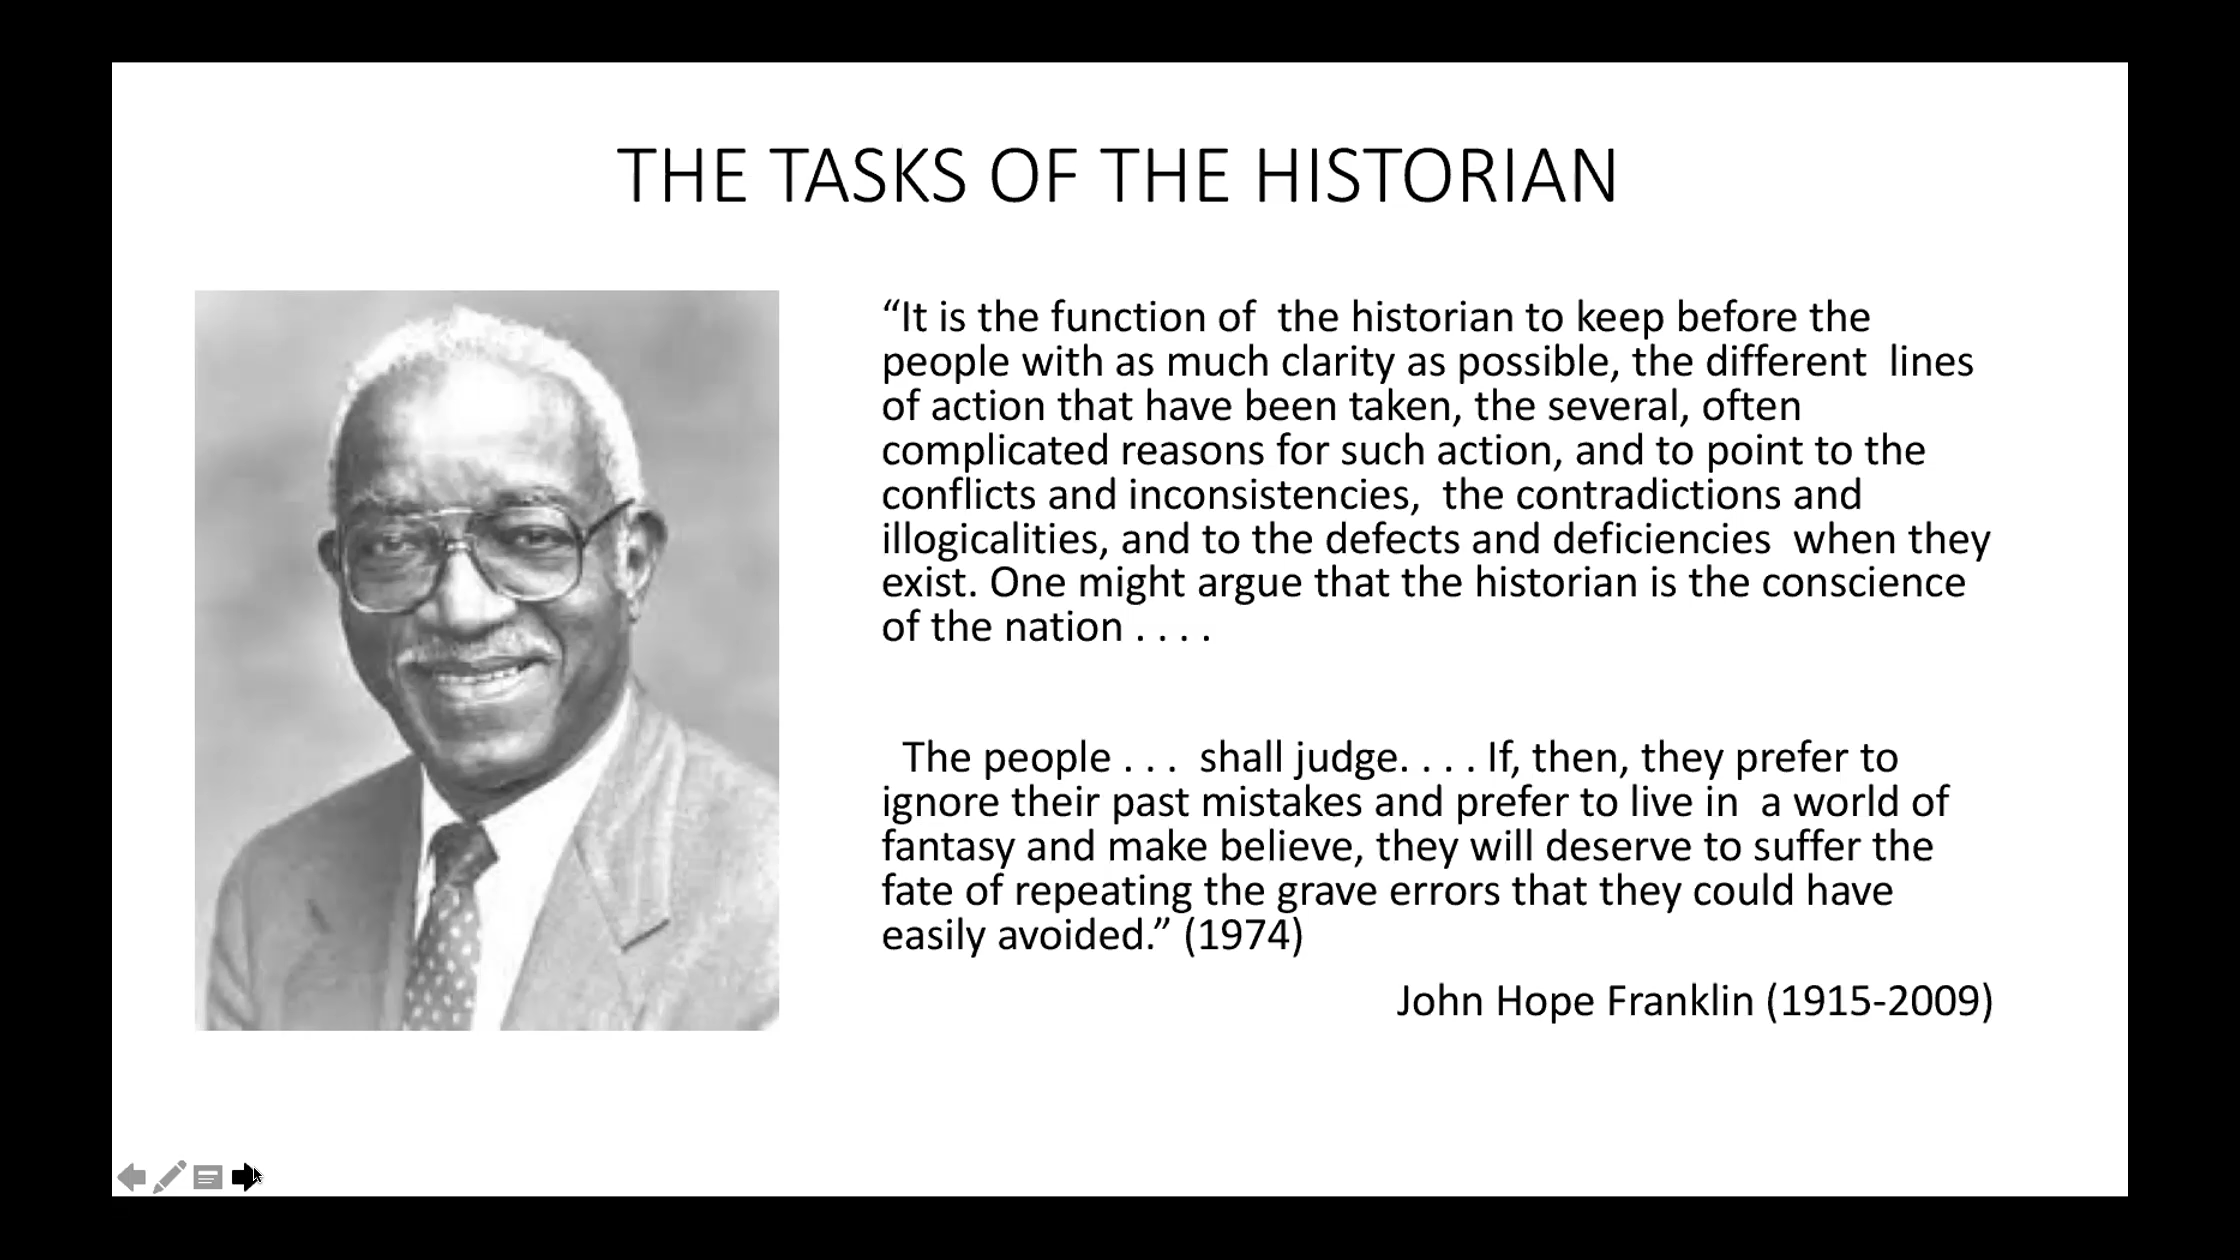 THE TASKS OF THE HISTORIAN
“It is the function of  the historian to keep before the
people with as much clarity as possible, the different  lines
of action that have been taken, the several, often
complicated reasons for such action, and to point to the
conflicts and inconsistencies,  the contradictions and
illogicalities, and to the defects and deficiencies  when they
exist. One might argue that the historian is the conscience
of the nation . . . .
The people . . .  shall judge. . . . If, then, they prefer to
ignore their past mistakes and prefer to live in  a world of
fantasy and make believe, they will deserve to suffer the
fate of repeating the grave errors that they could have
easily avoided.” (1974)
John Hope Franklin (1915-2009)